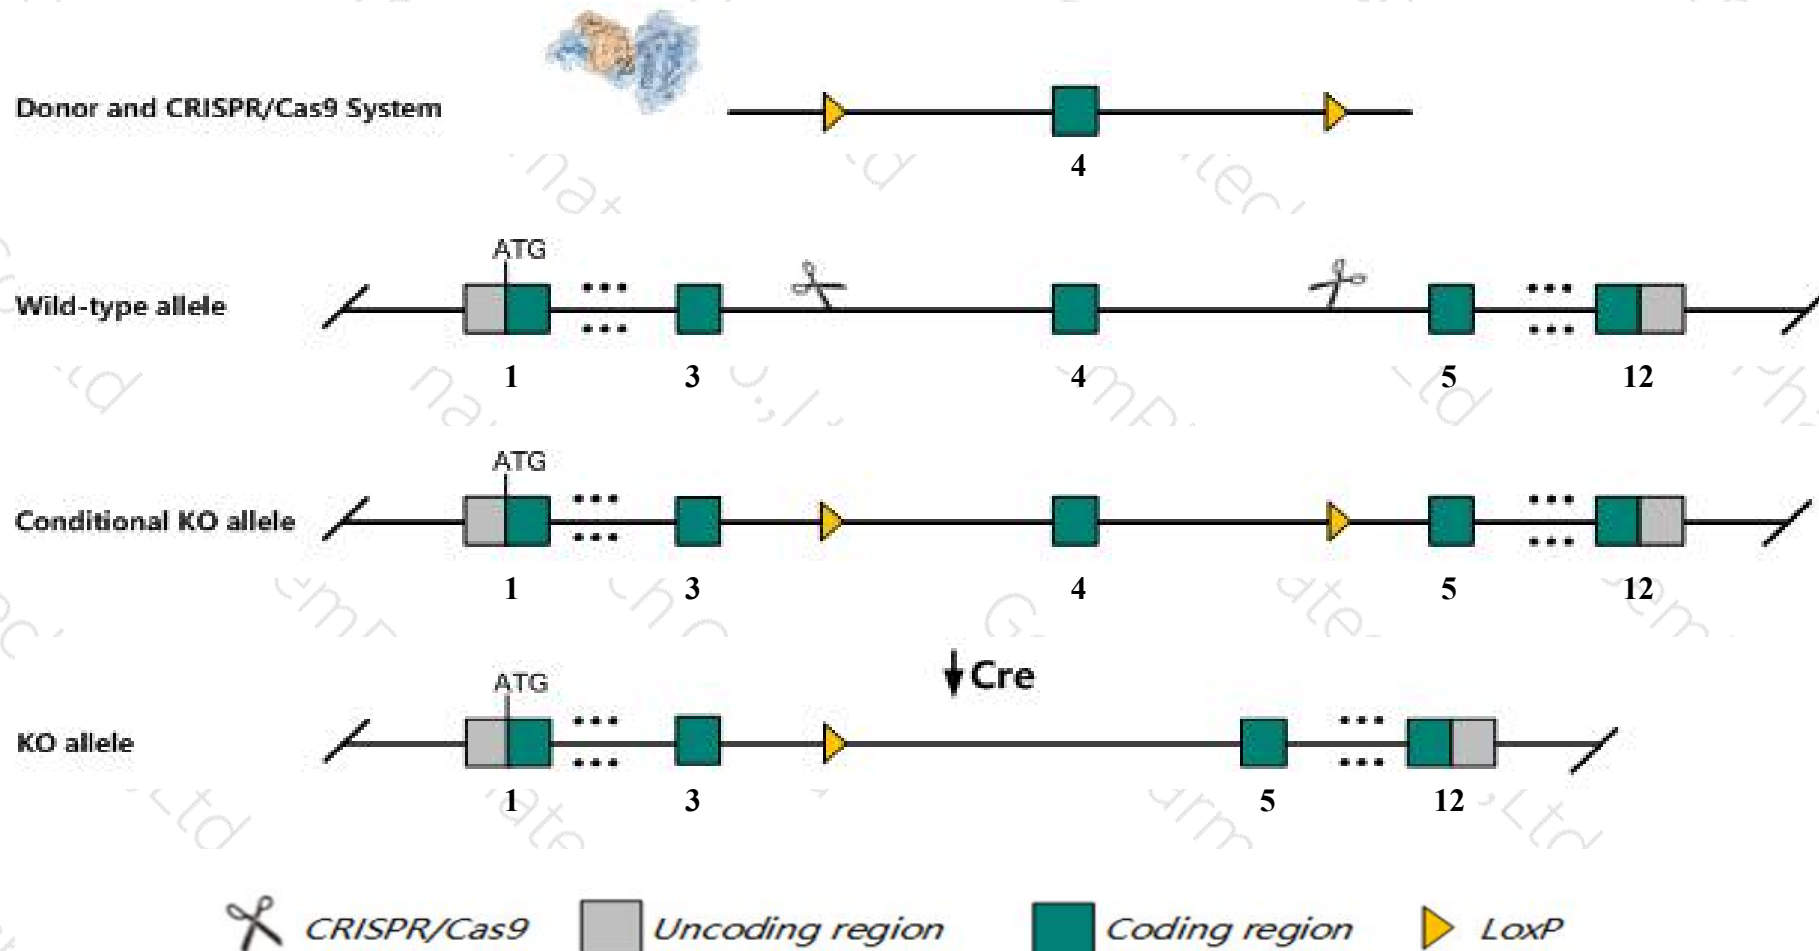 Donor and CRISPR/Cas9 System
4
ATG
Wild-type allele
1 3 4 5 12
ATG
Conditional KO allele
1 3 4 5 12
Cre
ATG
KO allele
1 3 5 12
CRISPR/Cas9 Uncoding region Coding region LoxP